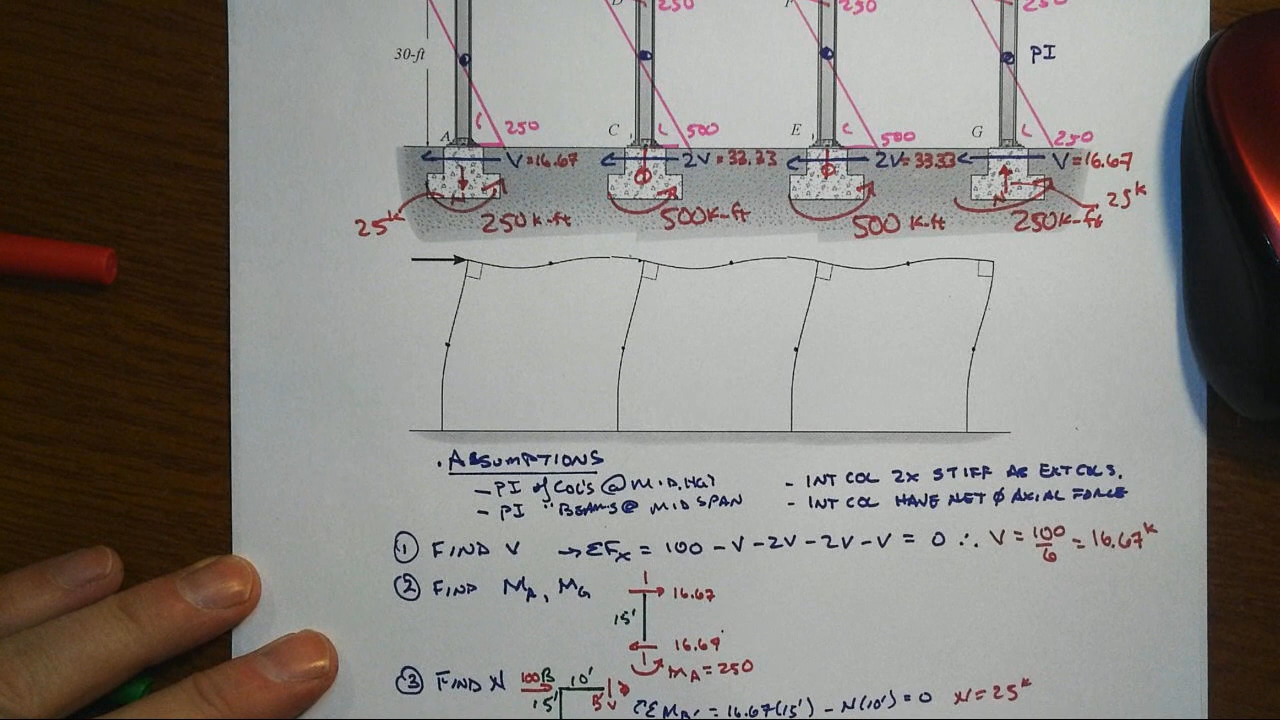 D 250 250 250
30-ft PI
A L 250 C L 500 E L 500 G L 250
V=16.67 2V=33.33 2V=33.33 V=16.67
25ᵏ N Φ Φ N 25ᵏ
250 k-ft 500k-ft 500 k-ft 250k-ft
. ASSUMPTIONS
- PI of COL'S @ MID.HGT - INT COL 2X STIFF AS EXT COLS.
- PI " BEAMS @ MID SPAN - INT COL HAVE NET Φ AXIAL FORCE
① FIND V → ΣFx = 100 - V - 2V - 2V - V = 0 ∴ V = 100/6 = 16.67ᵏ
② FIND MA, MG
16.67
15'
16.67
MA = 250
③ FIND N 100 B 10'
15' V ΣMA' = 16.67(15') - N(10') = 0 N=25ᵏ